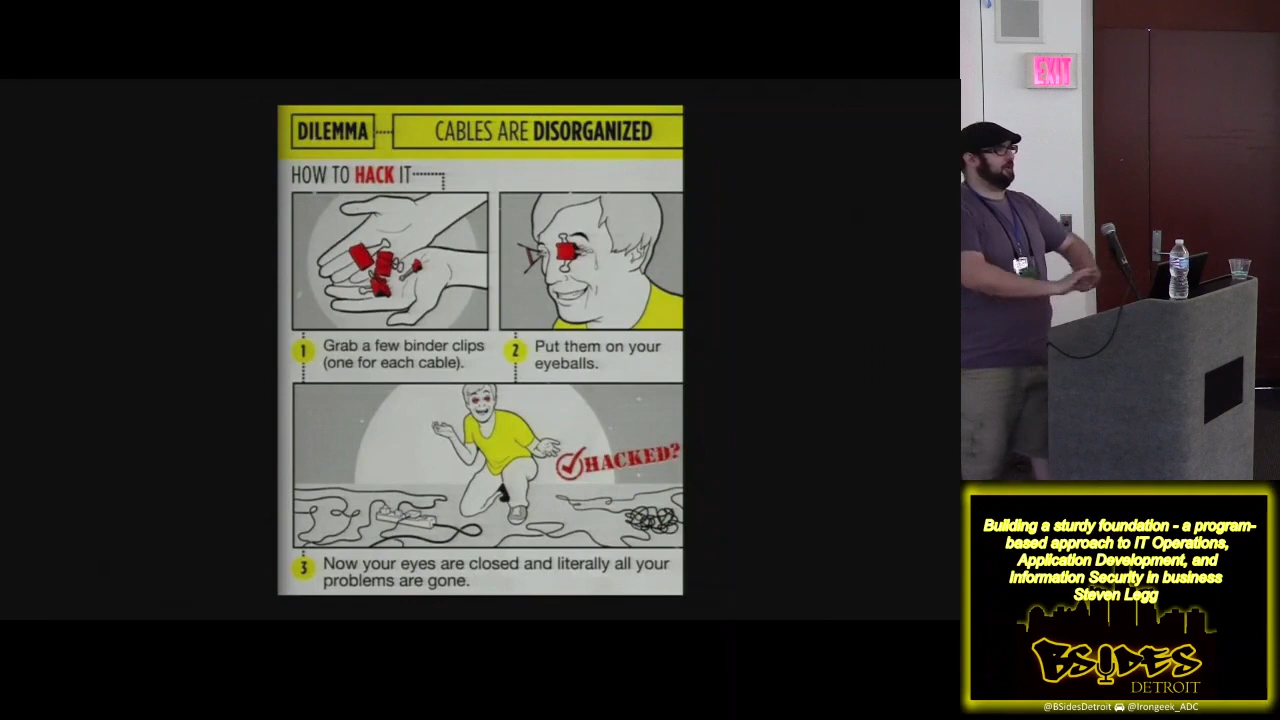 DILEMMA
CABLES ARE DISORGANIZED
HOW TO HACK IT
1 Grab a few binder clips
(one for each cable).
2 Put them on your
eyeballs.
HACKED?
3 Now your eyes are closed and literally all your
problems are gone.
EXIT
Building a sturdy foundation - a program-
based approach to IT Operations,
Application Development, and
Information Security in business
Steven Legg
BSIDES
DETROIT
@BSidesDetroit @Irongeek_ADC